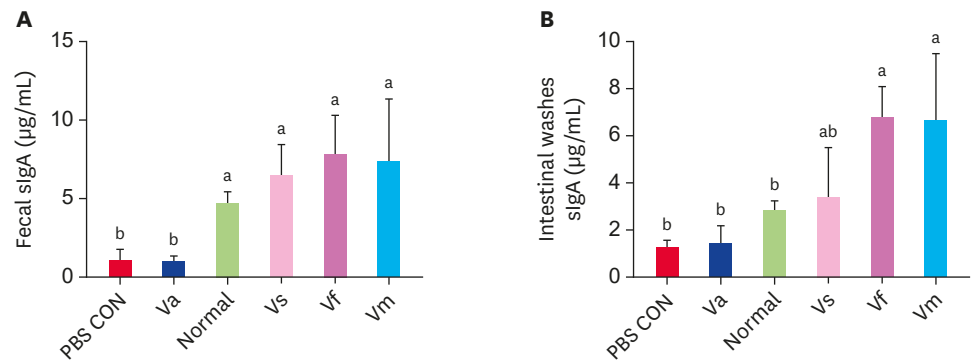 A
Fecal sIgA (µg/mL)
15
10
5
0
b
b
a
a
a
a
PBS CON
Va
Normal
Vs
Vf
Vm
B
Intestinal washes
sIgA (µg/mL)
10
8
6
4
2
0
b
b
b
ab
a
a
PBS CON
Va
Normal
Vs
Vf
Vm